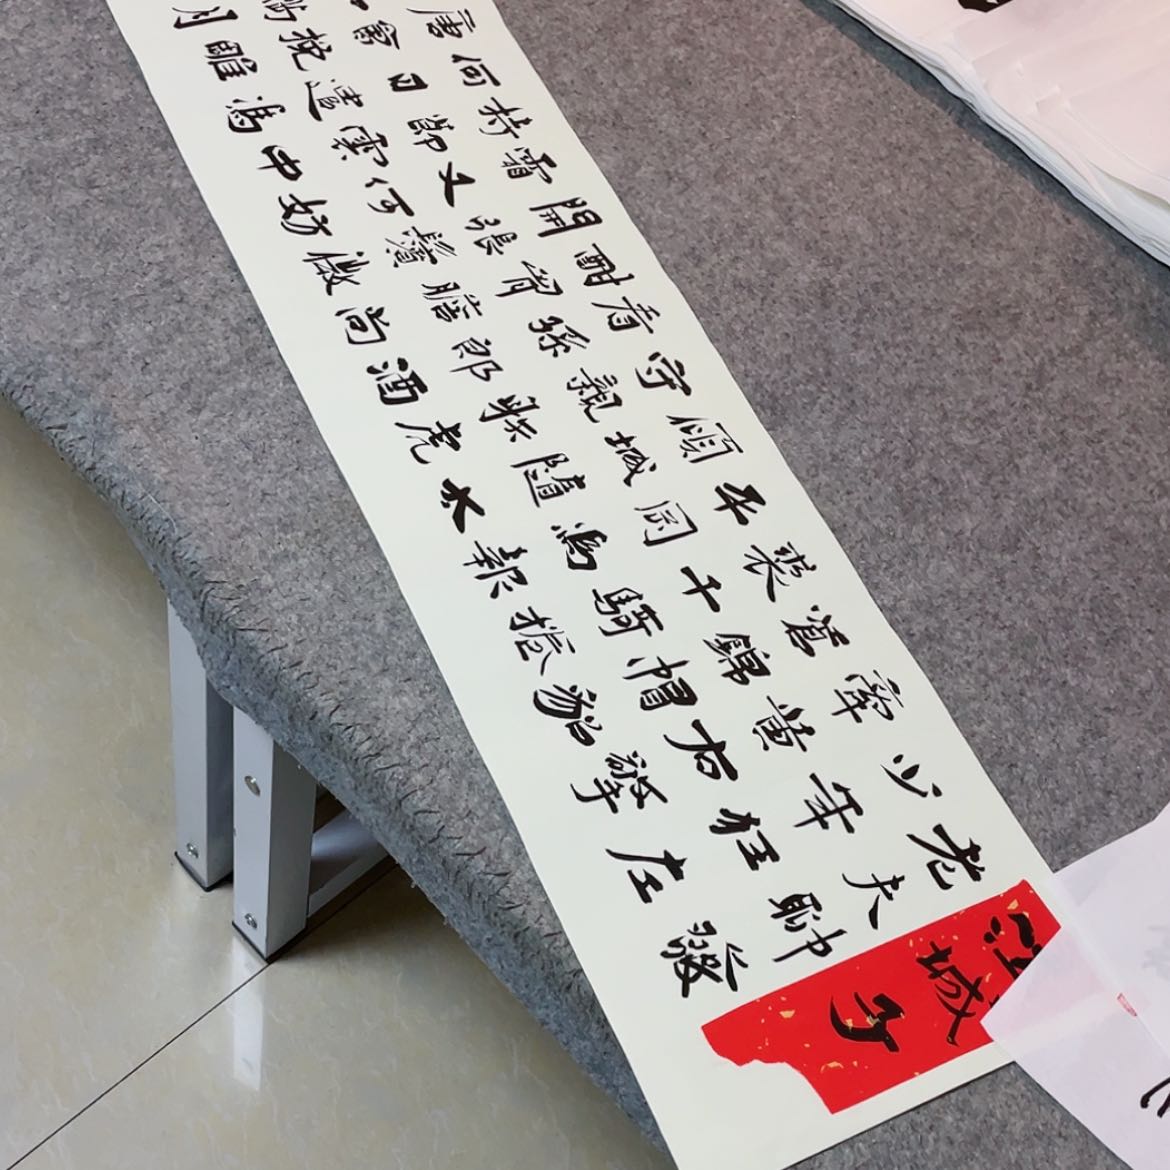 江城子
老夫聊發
少年狂左
牽黃右擎
蒼錦帽貂
裘千騎捲
平岡為報
傾城隨太
守親射虎
看孫郎酒
酣胷膽尚
開張鬢微
霜又何妨
持節雲中
何日遣馮
唐會挽雕
滿月